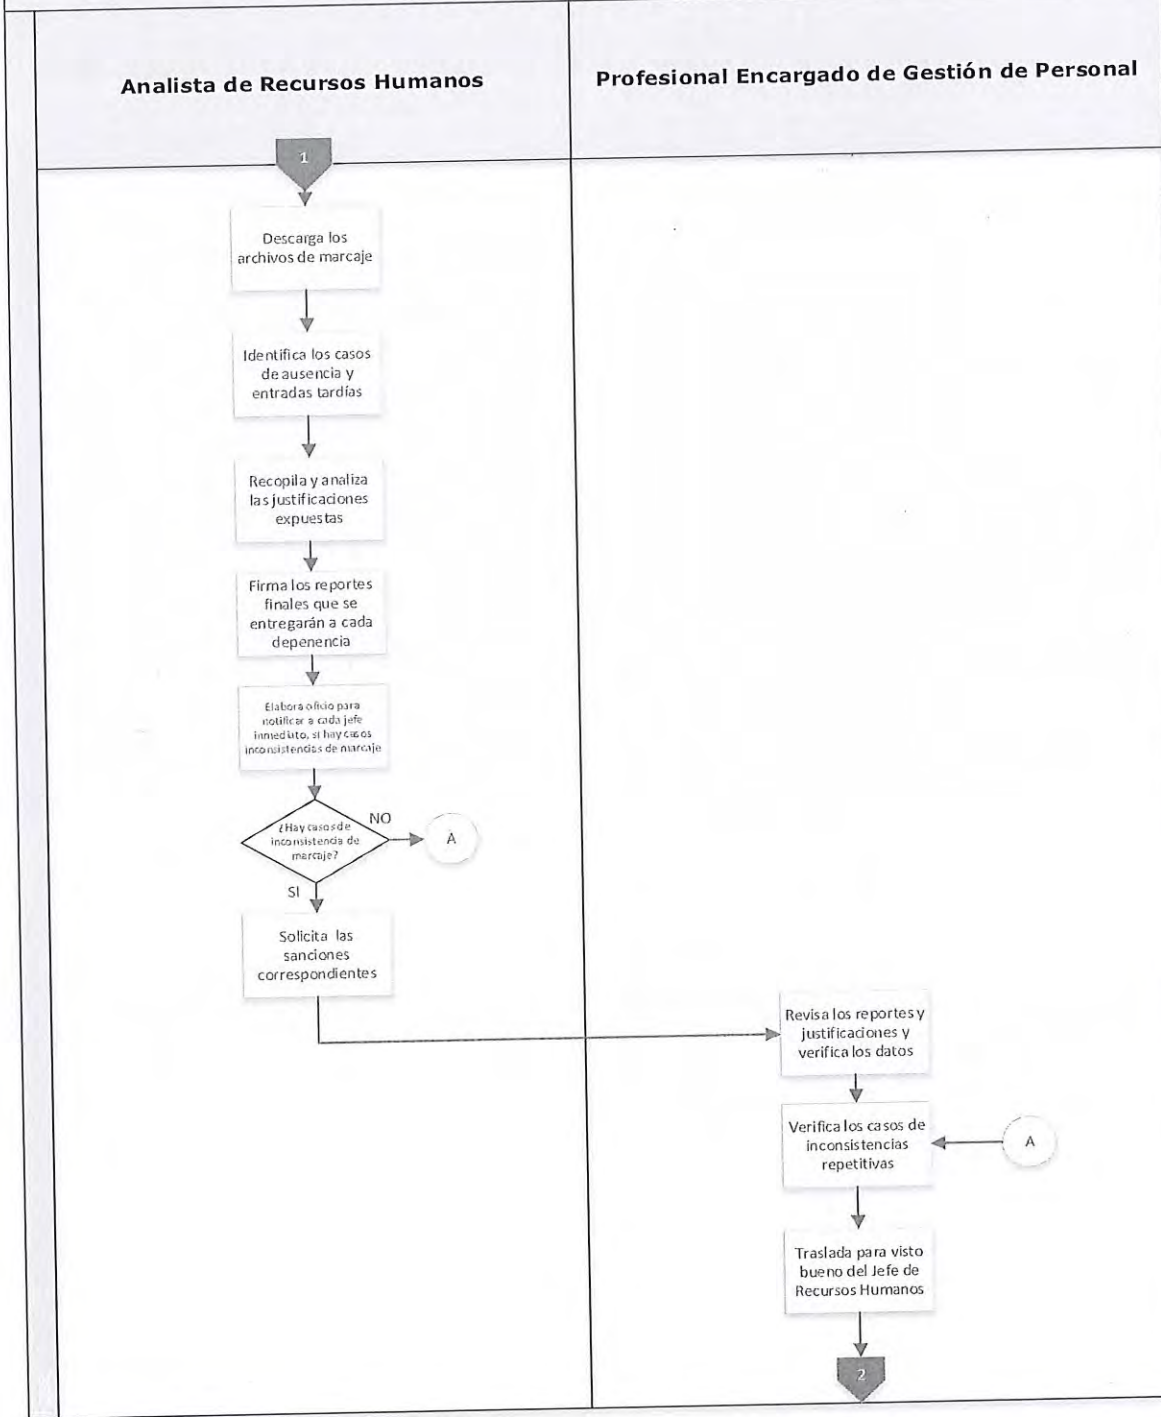 Analista de Recursos Humanos
Profesional Encargado de Gestión de Personal
1
Descarga los
archivos de marcaje
Identifica los casos
de ausencia y
entradas tardías
Recopila y analiza
las justificaciones
expuestas
Firma los reportes
finales que se
entregarán a cada
depenencia
Elabora oficio para
notificar a cada jefe
inmediato, si hay casos
inconsistencias de marcaje
¿Hay casos de
inconsistencia de
marcaje?
NO
A
SI
Solicita las
sanciones
correspondientes
Revisa los reportes y
justificaciones y
verifica los datos
Verifica los casos de
inconsistencias
repetitivas
A
Traslada para visto
bueno del Jefe de
Recursos Humanos
2